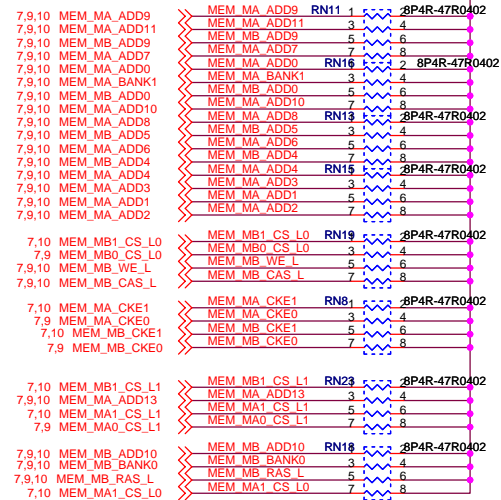 7,9,10 MEM_MA_ADD9 MEM_MA_ADD9 RN11 1 2 8P4R-47R0402
7,9,10 MEM_MA_ADD11 MEM_MA_ADD11 3 4
7,9,10 MEM_MB_ADD9 MEM_MB_ADD9 5 6
7,9,10 MEM_MA_ADD7 MEM_MA_ADD7 7 8
7,9,10 MEM_MA_ADD0 MEM_MA_ADD0 RN16 1 2 8P4R-47R0402
7,9,10 MEM_MA_BANK1 MEM_MA_BANK1 3 4
7,9,10 MEM_MB_ADD0 MEM_MB_ADD0 5 6
7,9,10 MEM_MA_ADD10 MEM_MA_ADD10 7 8
7,9,10 MEM_MA_ADD8 MEM_MA_ADD8 RN13 1 2 8P4R-47R0402
7,9,10 MEM_MB_ADD5 MEM_MB_ADD5 3 4
7,9,10 MEM_MA_ADD6 MEM_MA_ADD6 5 6
7,9,10 MEM_MB_ADD4 MEM_MB_ADD4 7 8
7,9,10 MEM_MA_ADD4 MEM_MA_ADD4 RN15 1 2 8P4R-47R0402
7,9,10 MEM_MA_ADD3 MEM_MA_ADD3 3 4
7,9,10 MEM_MA_ADD1 MEM_MA_ADD1 5 6
7,9,10 MEM_MA_ADD2 MEM_MA_ADD2 7 8
7,10 MEM_MB1_CS_L0 MEM_MB1_CS_L0 RN19 1 2 8P4R-47R0402
7,9 MEM_MB0_CS_L0 MEM_MB0_CS_L0 3 4
7,9,10 MEM_MB_WE_L MEM_MB_WE_L 5 6
7,9,10 MEM_MB_CAS_L MEM_MB_CAS_L 7 8
7,10 MEM_MA_CKE1 MEM_MA_CKE1 RN8 1 2 8P4R-47R0402
7,9 MEM_MA_CKE0 MEM_MA_CKE0 3 4
7,10 MEM_MB_CKE1 MEM_MB_CKE1 5 6
7,9 MEM_MB_CKE0 MEM_MB_CKE0 7 8
7,10 MEM_MB1_CS_L1 MEM_MB1_CS_L1 RN23 1 2 8P4R-47R0402
7,9,10 MEM_MA_ADD13 MEM_MA_ADD13 3 4
7,10 MEM_MA1_CS_L1 MEM_MA1_CS_L1 5 6
7,9 MEM_MA0_CS_L1 MEM_MA0_CS_L1 7 8
7,9,10 MEM_MB_ADD10 MEM_MB_ADD10 RN18 1 2 8P4R-47R0402
7,9,10 MEM_MB_BANK0 MEM_MB_BANK0 3 4
7,9,10 MEM_MB_RAS_L MEM_MB_RAS_L 5 6
7,10 MEM_MA1_CS_L0 MEM_MA1_CS_L0 7 8